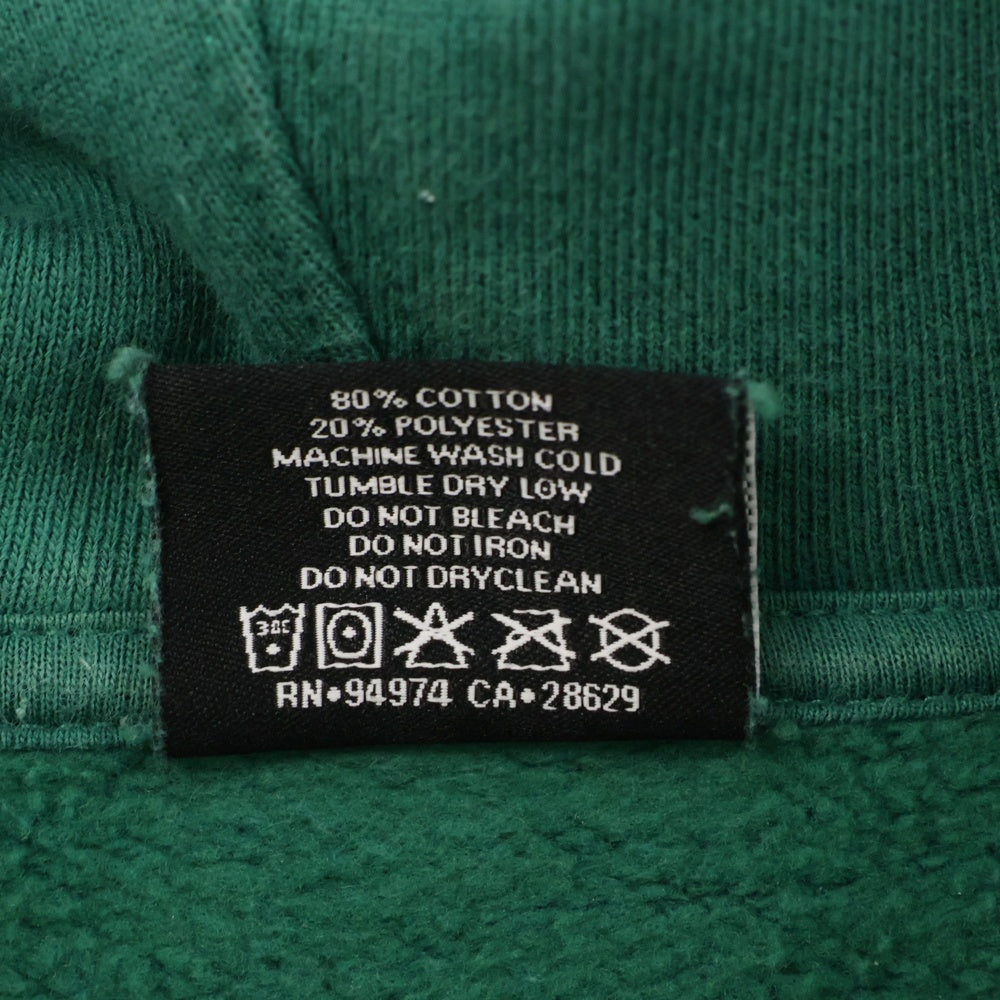 80% COTTON
20% POLYESTER
MACHINE WASH COLD
TUMBLE DRY LOW
DO NOT BLEACH
DO NOT IRON
DO NOT DRYCLEAN
RN•94974 CA•28629